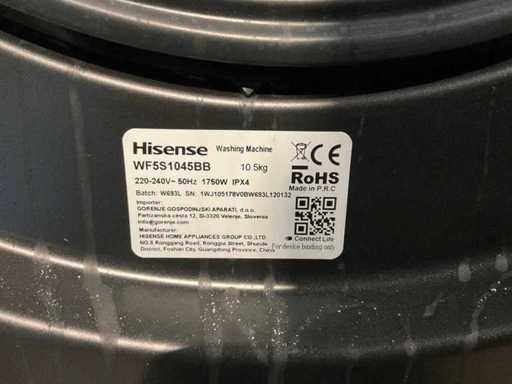 Hisense Washing Machine
WF5S1045BB 10.5kg
220-240V~ 50Hz 1750W IPX4
Batch: W693L SN: 1WJ105178V0BW693L120132
Importer:
GORENJE GOSPODINJSKI APARATI, d.o.o.
Partizanska cesta 12, SI-3320 Velenje, Slovenia
info@gorenje.com
Manufacturer:
HISENSE HOME APPLIANCES GROUP CO.,LTD.
NO.8 Ronggang Road, Ronggui Street, Shunde
District, Foshan City, Guangdong Province, China
CE
RoHS
Made in P.R.C
Connect Life
For device binding only